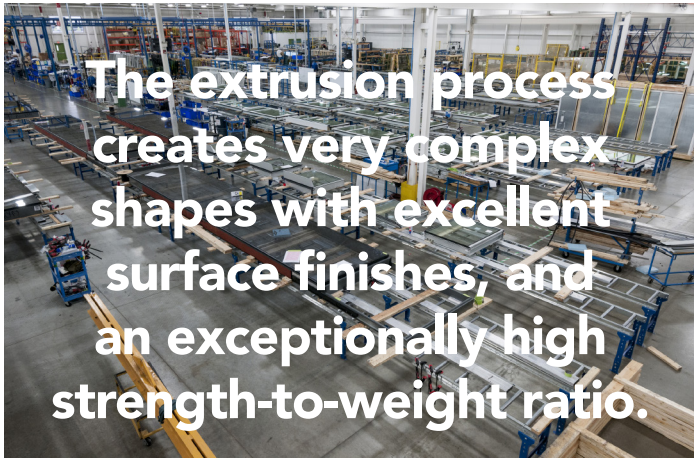 The extrusion process
creates very complex
shapes with excellent
surface finishes, and
an exceptionally high
strength-to-weight ratio.